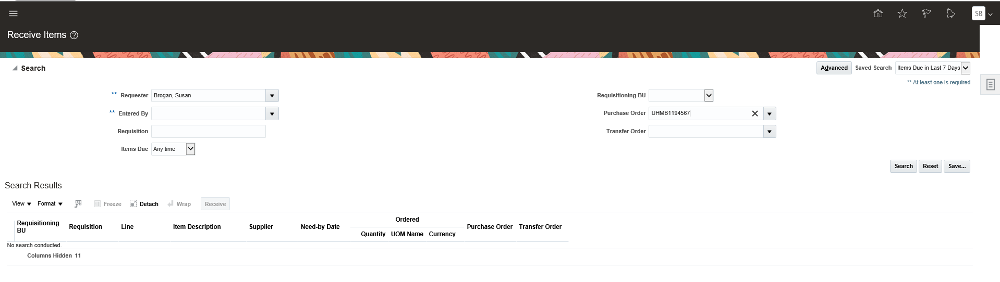 SB
Receive Items ?
Search
Advanced Saved Search Items Due in Last 7 Days
** At least one is required
** Requester Brogan, Susan
Requisitioning BU
** Entered By
Purchase Order UHMB1194567
Requisition
Transfer Order
Items Due Any time
Search Reset Save...
Search Results
View Format Freeze Detach Wrap Receive
Requisitioning BU Requisition Line Item Description Supplier Need-by Date Ordered Quantity UOM Name Currency Purchase Order Transfer Order
No search conducted.
Columns Hidden 11